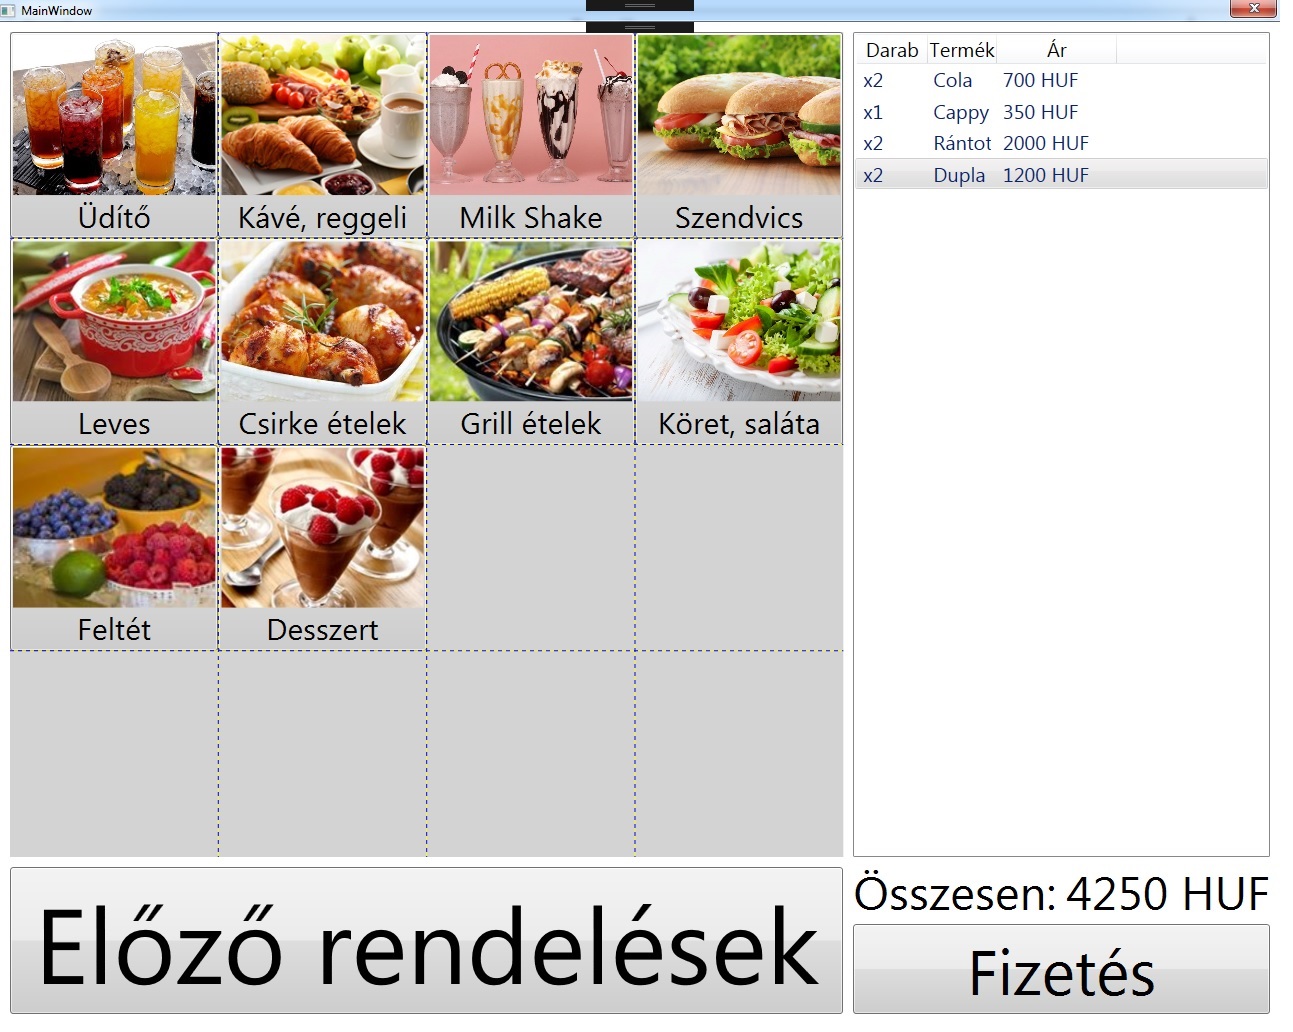 MainWindow
Üdítő
Kávé, reggeli
Milk Shake
Szendvics
Leves
Csirke ételek
Grill ételek
Köret, saláta
Feltét
Desszert
Előző rendelések
Darab Termék Ár
x2 Cola 700 HUF
x1 Cappy 350 HUF
x2 Rántot 2000 HUF
x2 Dupla 1200 HUF
Összesen: 4250 HUF
Fizetés